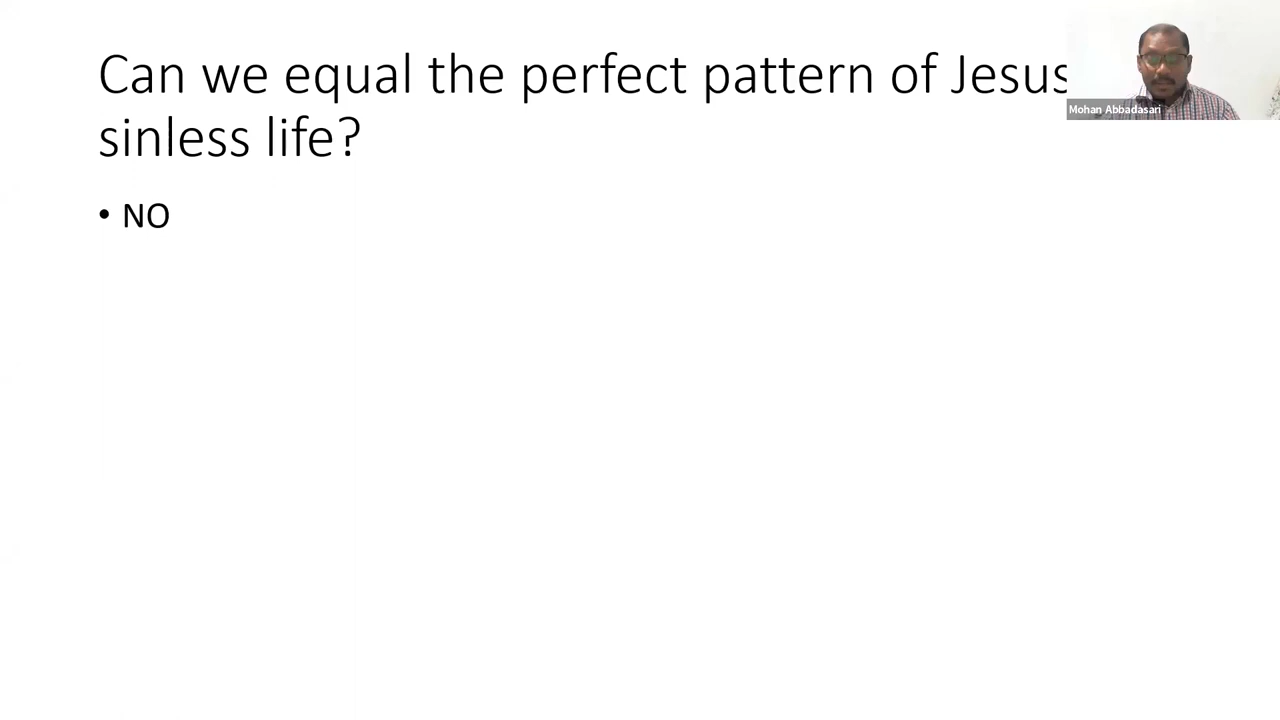 Can we equal the perfect pattern of Jesus
sinless life?
• NO
Mohan Abbadasari